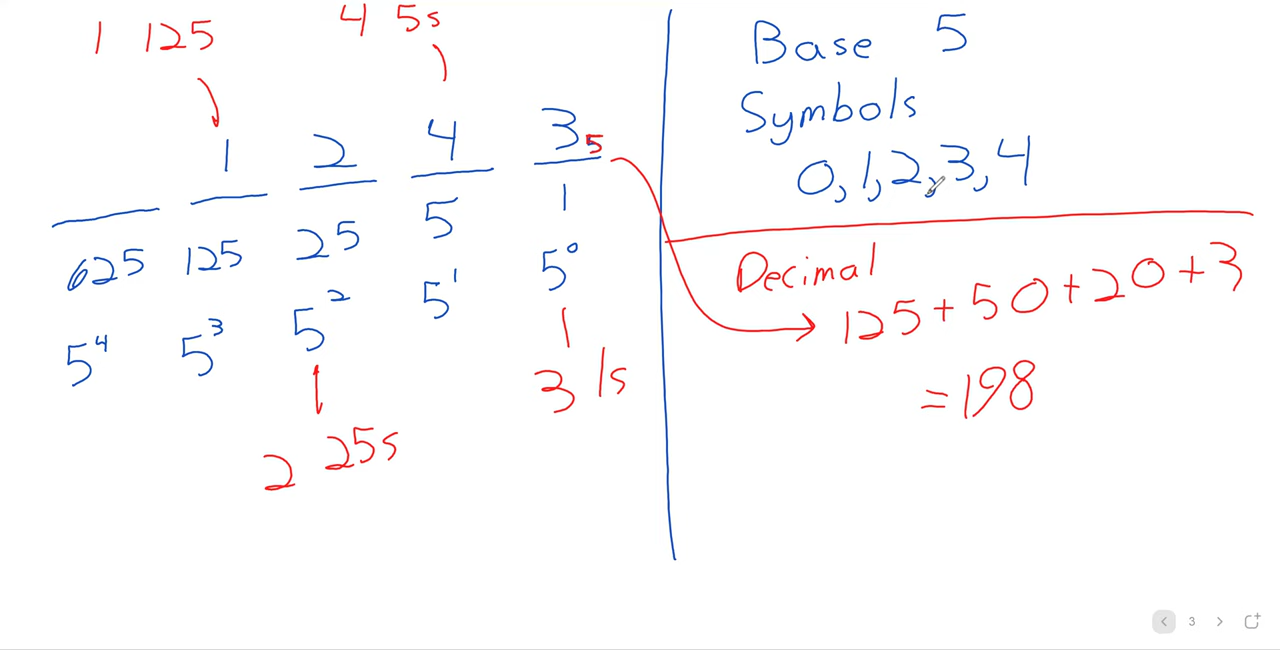 1 125
4 5s
1 2 4 3₅
625 125 25 5 1
5⁴ 5³ 5² 5¹ 5⁰
2 25s
3 1s
Base 5
Symbols
0, 1, 2, 3, 4
Decimal
125 + 50 + 20 + 3
= 198
3